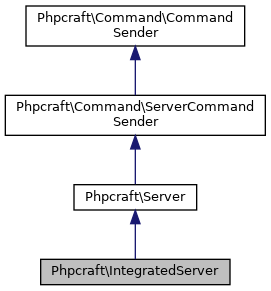 Phpcraft\Command\Command
Sender
Phpcraft\Command\ServerCommand
Sender
Phpcraft\Server
Phpcraft\IntegratedServer